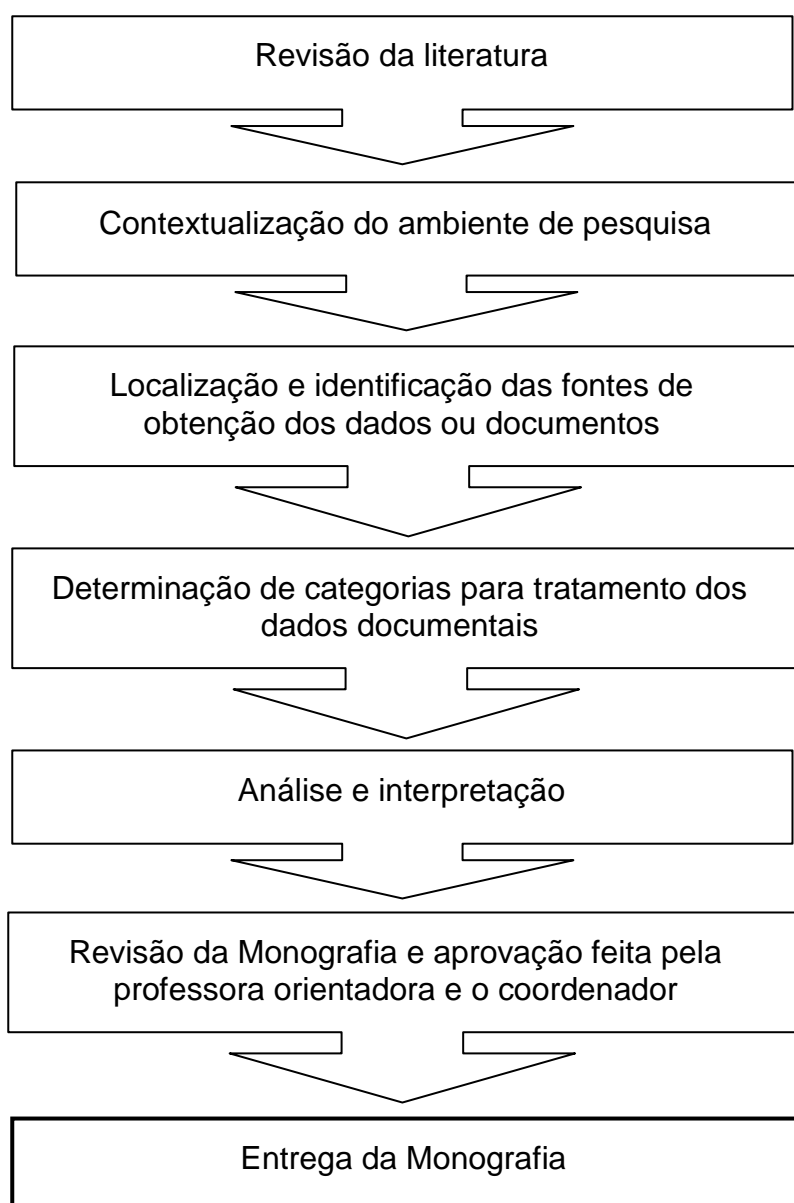 Revisão da literatura
Contextualização do ambiente de pesquisa
Localização e identificação das fontes de
obtenção dos dados ou documentos
Determinação de categorias para tratamento dos
dados documentais
Análise e interpretação
Revisão da Monografia e aprovação feita pela
professora orientadora e o coordenador
Entrega da Monografia